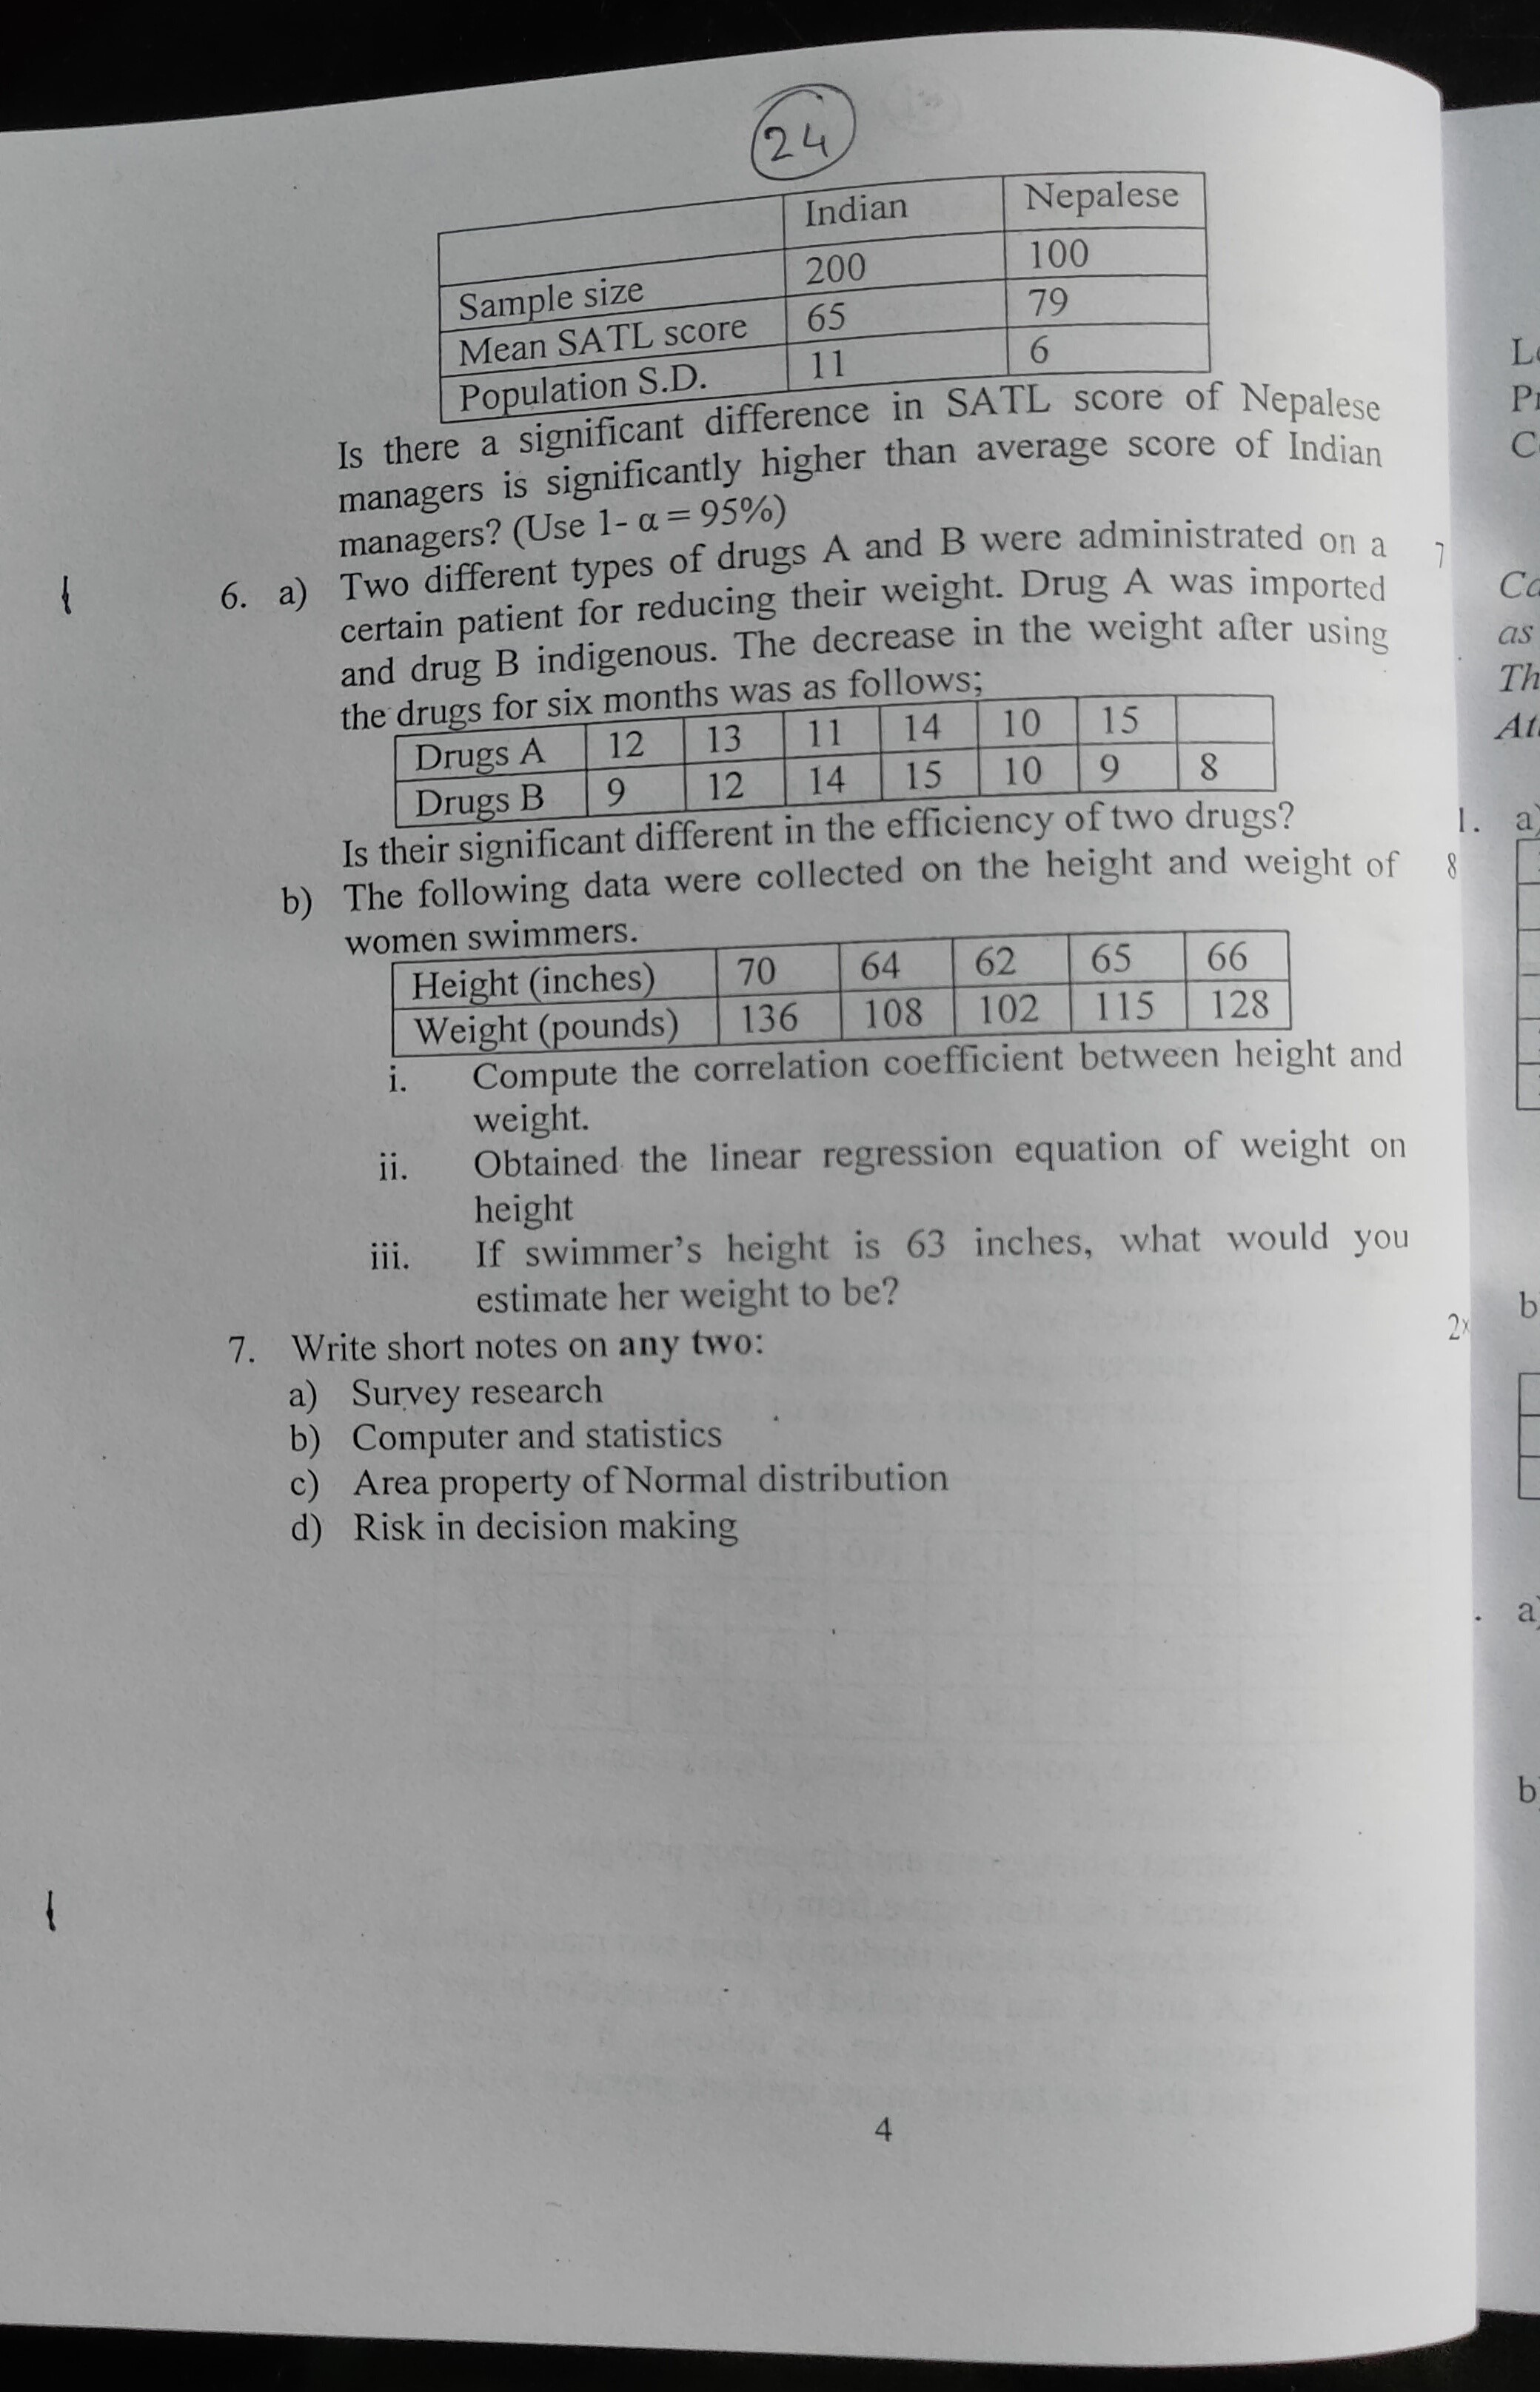 24
Indian Nepalese
Sample size 200 100
Mean SATL score 65 79
Population S.D. 11 6
Is there a significant difference in SATL score of Nepalese
managers is significantly higher than average score of Indian
managers? (Use 1- α = 95%)
6. a) Two different types of drugs A and B were administrated on a 7
certain patient for reducing their weight. Drug A was imported
and drug B indigenous. The decrease in the weight after using
the drugs for six months was as follows;
Drugs A 12 13 11 14 10 15
Drugs B 9 12 14 15 10 9 8
Is their significant different in the efficiency of two drugs?
b) The following data were collected on the height and weight of 8
women swimmers.
Height (inches) 70 64 62 65 66
Weight (pounds) 136 108 102 115 128
i. Compute the correlation coefficient between height and
weight.
ii. Obtained the linear regression equation of weight on
height
iii. If swimmer's height is 63 inches, what would you
estimate her weight to be?
7. Write short notes on any two: 2×
a) Survey research
b) Computer and statistics
c) Area property of Normal distribution
d) Risk in decision making
4
as
Th
1. a)
b
a)
b